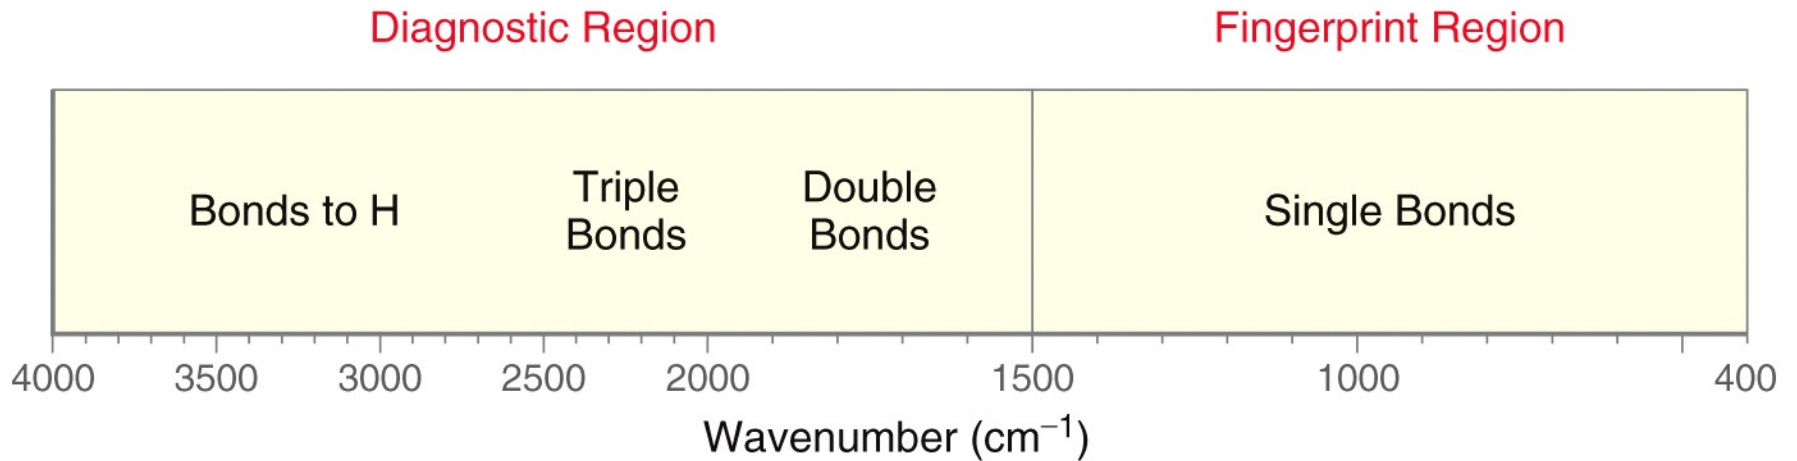 Diagnostic Region
Fingerprint Region
Bonds to H
Triple
Bonds
Double
Bonds
Single Bonds
4000 3500 3000 2500 2000 1500 1000 400
Wavenumber (cm⁻¹)